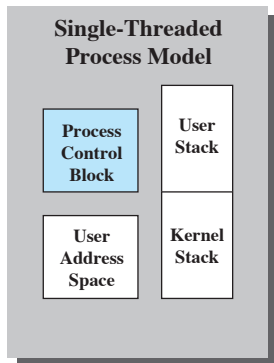 Single-Threaded
Process Model
Process
Control
Block
User
Stack
User
Address
Space
Kernel
Stack